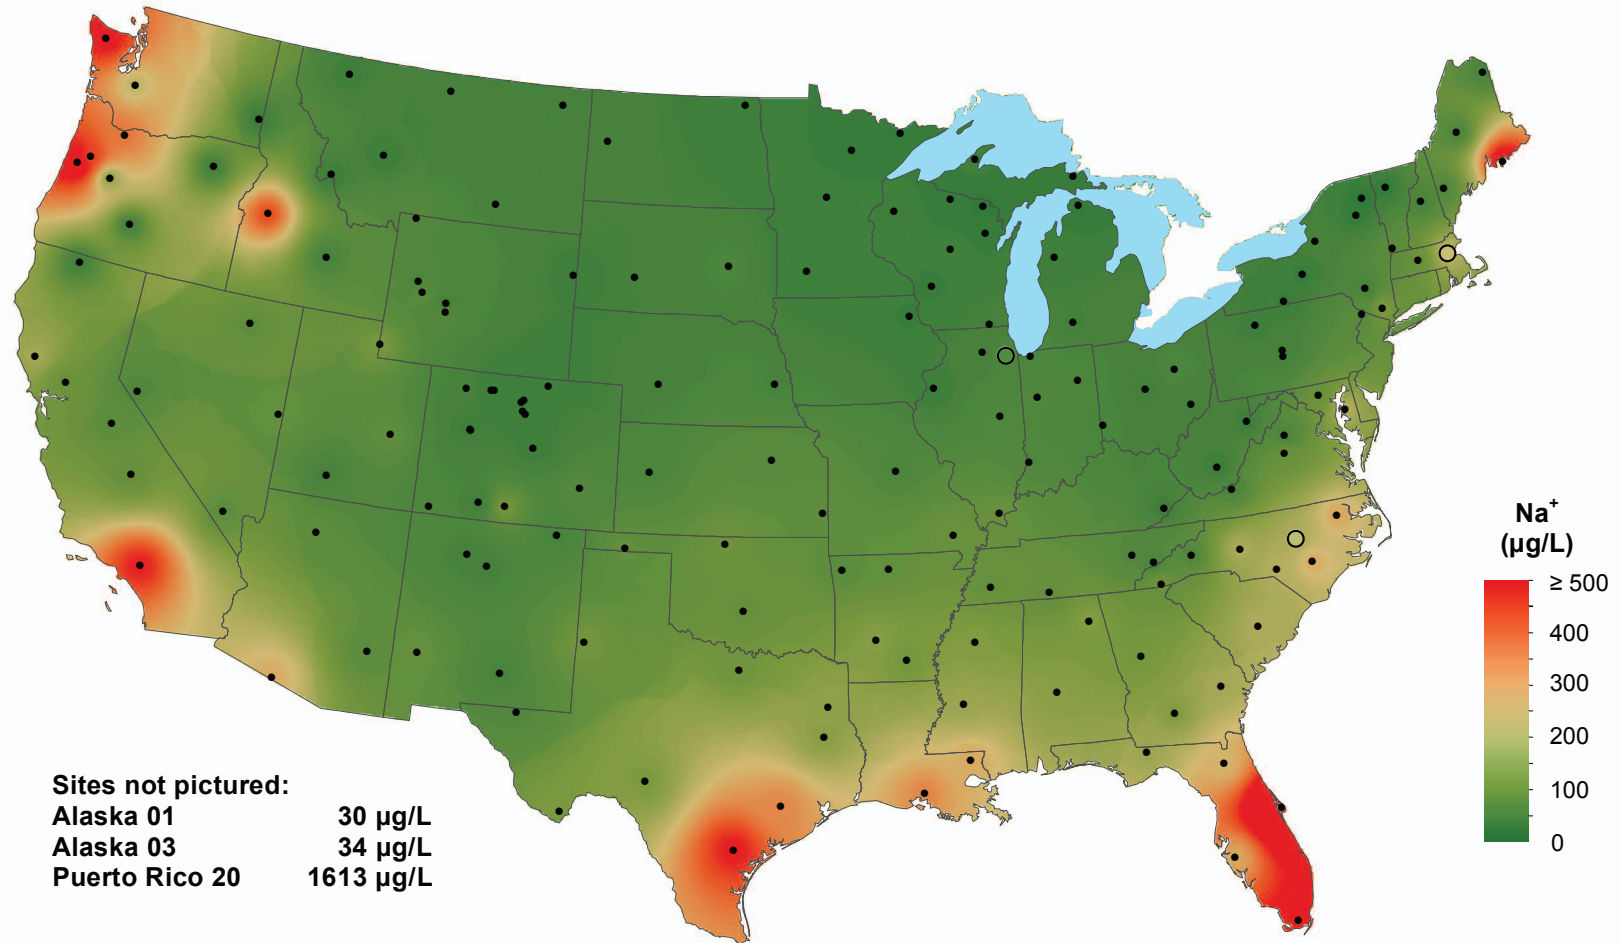 Na+
(µg/L)
≥ 500
400
300
200
100
0
Sites not pictured:
Alaska 01 30 µg/L
Alaska 03 34 µg/L
Puerto Rico 20 1613 µg/L